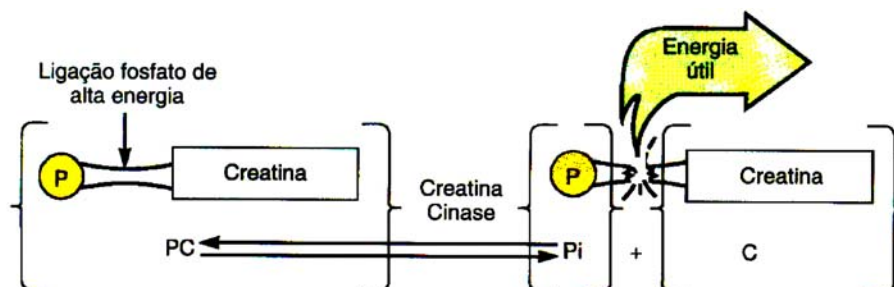 Ligação fosfato de
alta energia
Energia
útil
P
Creatina
Creatina
Cinase
P
Creatina
PC
Pi
+
C